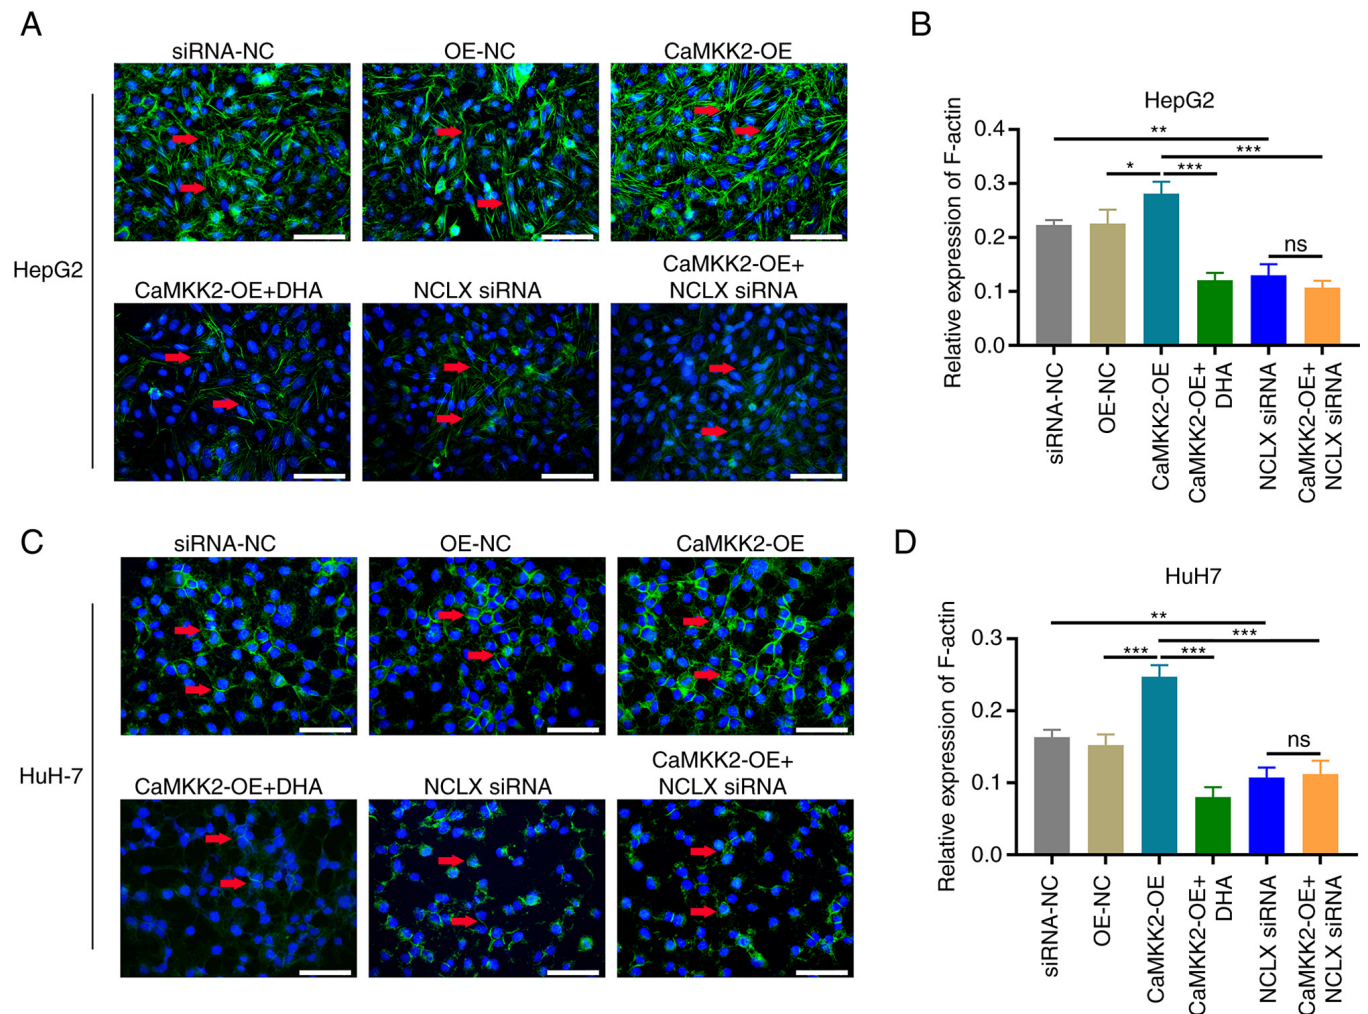 A
siRNA-NC
OE-NC
CaMKK2-OE
HepG2
CaMKK2-OE+DHA
NCLX siRNA
CaMKK2-OE+
NCLX siRNA
B
HepG2
Relative expression of F-actin
0.4
0.3
0.2
0.1
0.0
**
***
*
***
ns
siRNA-NC
OE-NC
CaMKK2-OE
CaMKK2-OE+
DHA
NCLX siRNA
CaMKK2-OE+
NCLX siRNA
C
siRNA-NC
OE-NC
CaMKK2-OE
HuH-7
CaMKK2-OE+DHA
NCLX siRNA
CaMKK2-OE+
NCLX siRNA
D
HuH7
Relative expression of F-actin
0.3
0.2
0.1
0.0
**
***
***
***
ns
siRNA-NC
OE-NC
CaMKK2-OE
CaMKK2-OE+
DHA
NCLX siRNA
CaMKK2-OE+
NCLX siRNA